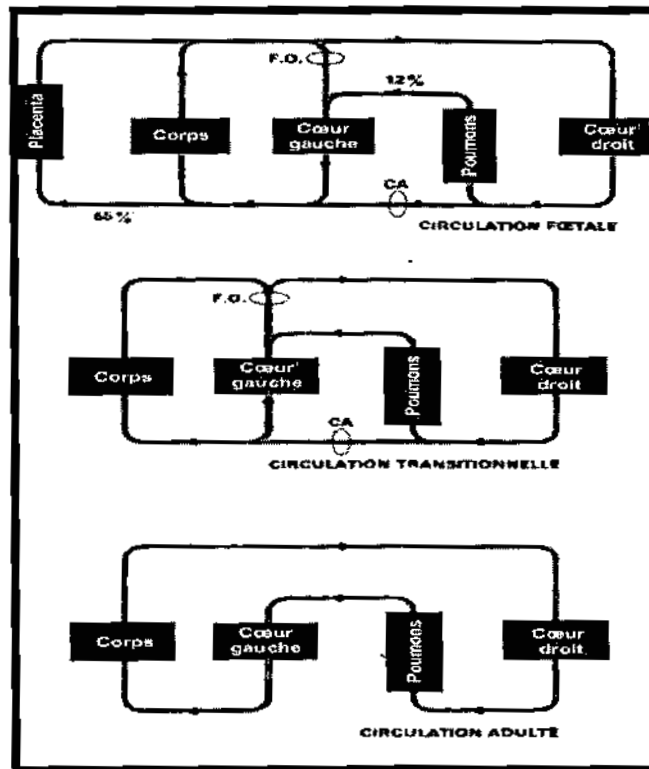 F.O.
12%
Placenta
Corps
Cœur
gauche
Poumons
Cœur
droit
CA
65%
CIRCULATION FŒTALE
F.O.
Corps
Cœur
gauche
Poumons
Cœur
droit
CA
CIRCULATION TRANSITIONNELLE
Corps
Cœur
gauche
Poumons
Cœur
droit
CIRCULATION ADULTE